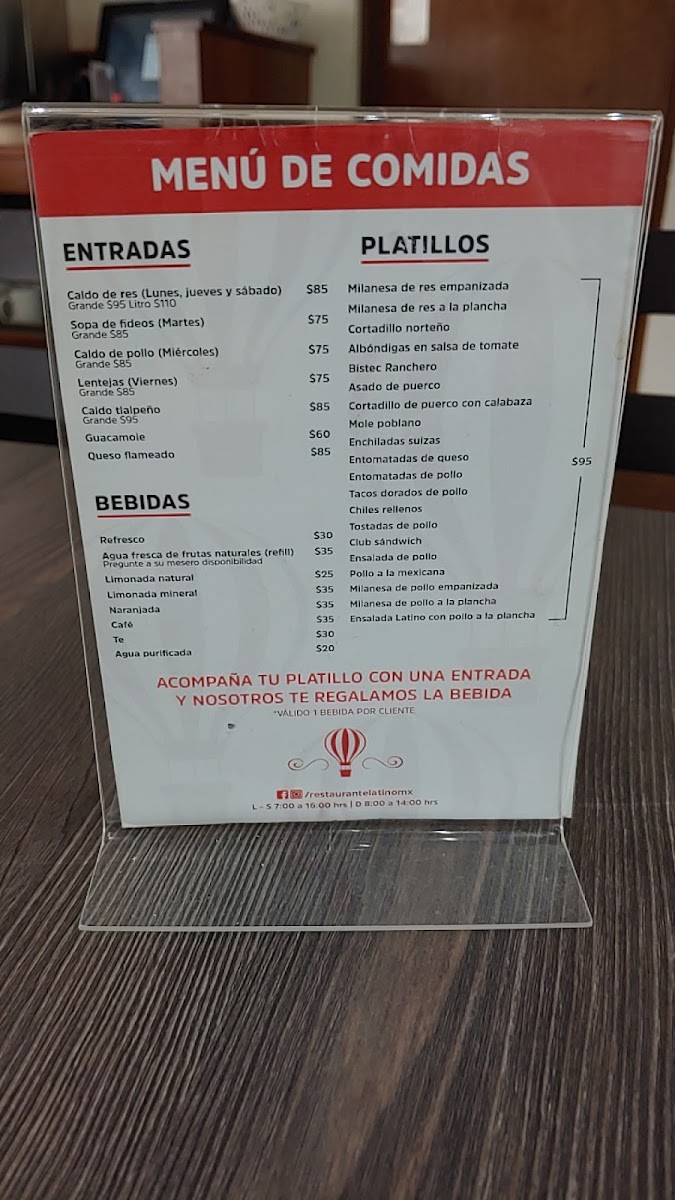 MENÚ DE COMIDAS
ENTRADAS
Caldo de res (Lunes, jueves y sábado) $85
Grande $95 Litro $110
Sopa de fideos (Martes) $75
Grande $85
Caldo de pollo (Miércoles) $75
Grande $85
Lentejas (Viernes) $75
Grande $85
Caldo tlalpeño $85
Grande $95
Guacamole $60
Queso flameado $85
BEBIDAS
Refresco $30
Agua fresca de frutas naturales (refill) $35
Pregunte a su mesero disponibilidad
Limonada natural $25
Limonada mineral $35
Naranjada $35
Café $35
Te $30
Agua purificada $20
PLATILLOS
Milanesa de res empanizada
Milanesa de res a la plancha
Cortadillo norteño
Albóndigas en salsa de tomate
Bistec Ranchero
Asado de puerco
Cortadillo de puerco con calabaza
Mole poblano
Enchiladas suizas
Entomatadas de queso
$95
Entomatadas de pollo
Tacos dorados de pollo
Chiles rellenos
Tostadas de pollo
Club sándwich
Ensalada de pollo
Pollo a la mexicana
Milanesa de pollo empanizada
Milanesa de pollo a la plancha
Ensalada Latino con pollo a la plancha
ACOMPAÑA TU PLATILLO CON UNA ENTRADA
Y NOSOTROS TE REGALAMOS LA BEBIDA
*VÁLIDO 1 BEBIDA POR CLIENTE
/restaurantelatinomx
L - S 7:00 a 16:00 hrs | D 8:00 a 14:00 hrs